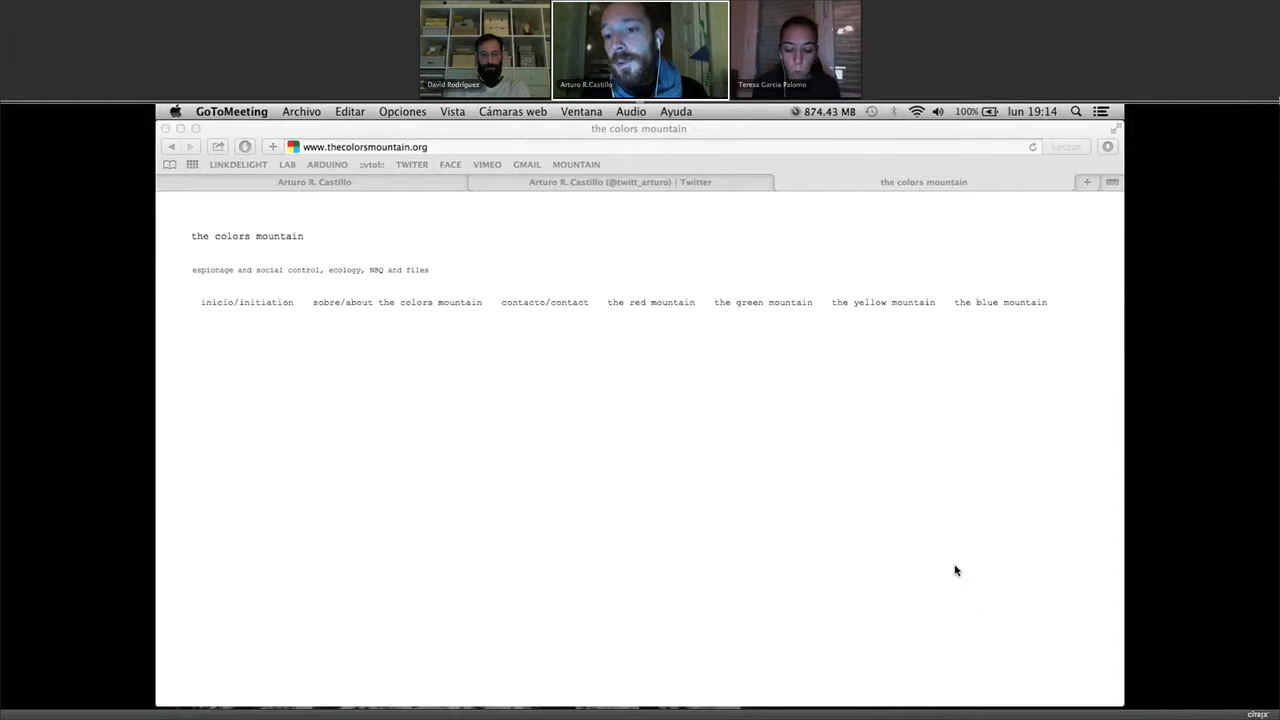 David Rodríguez
Arturo R.Castillo
Teresa Garcia Palomo
GoToMeeting Archivo Editar Opciones Vista Cámaras web Ventana Audio Ayuda 874.43 MB 100% lun 19:14
the colors mountain
www.thecolorsmountain.org Lector
LINKDELIGHT LAB ARDUINO ::vtol:: TWITER FACE VIMEO GMAIL MOUNTAIN
Arturo R. Castillo Arturo R. Castillo (@twitt_arturo) | Twitter the colors mountain
the colors mountain
espionage and social control, ecology, NBQ and files
inicio/initiation sobre/about the colors mountain contacto/contact the red mountain the green mountain the yellow mountain the blue mountain
CITRIX